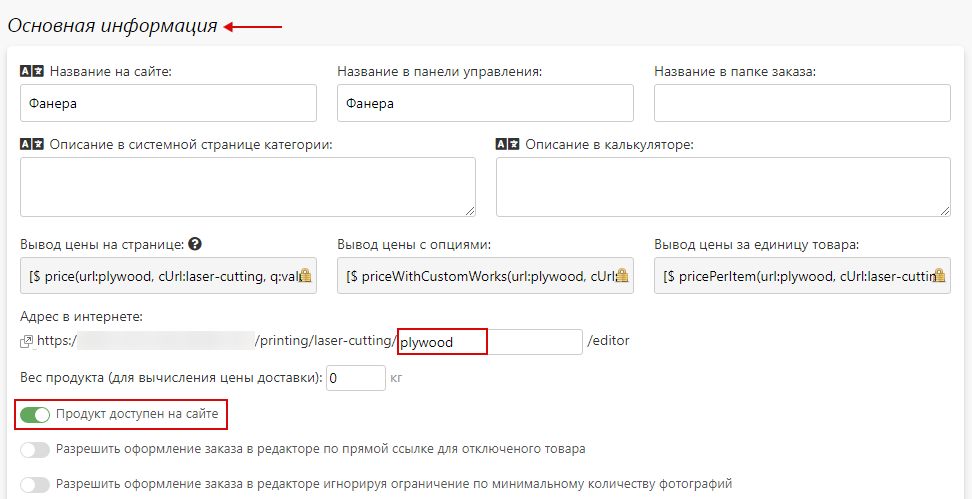 Основная информация
Название на сайте: Название в панели управления: Название в папке заказа:
Фанера Фанера
Описание в системной странице категории: Описание в калькуляторе:
Вывод цены на странице: Вывод цены с опциями: Вывод цены за единицу товара:
[$ price(url:plywood, cUrl:laser-cutting, q:val [$ priceWithCustomWorks(url:plywood, cUrl: [$ pricePerItem(url:plywood, cUrl:laser-cuttin
Адрес в интернете:
https:/ /printing/laser-cutting/ plywood /editor
Вес продукта (для вычисления цены доставки): 0 кг
Продукт доступен на сайте
Разрешить оформление заказа в редакторе по прямой ссылке для отключеного товара
Разрешить оформление заказа в редакторе игнорируя ограничение по минимальному количеству фотографий